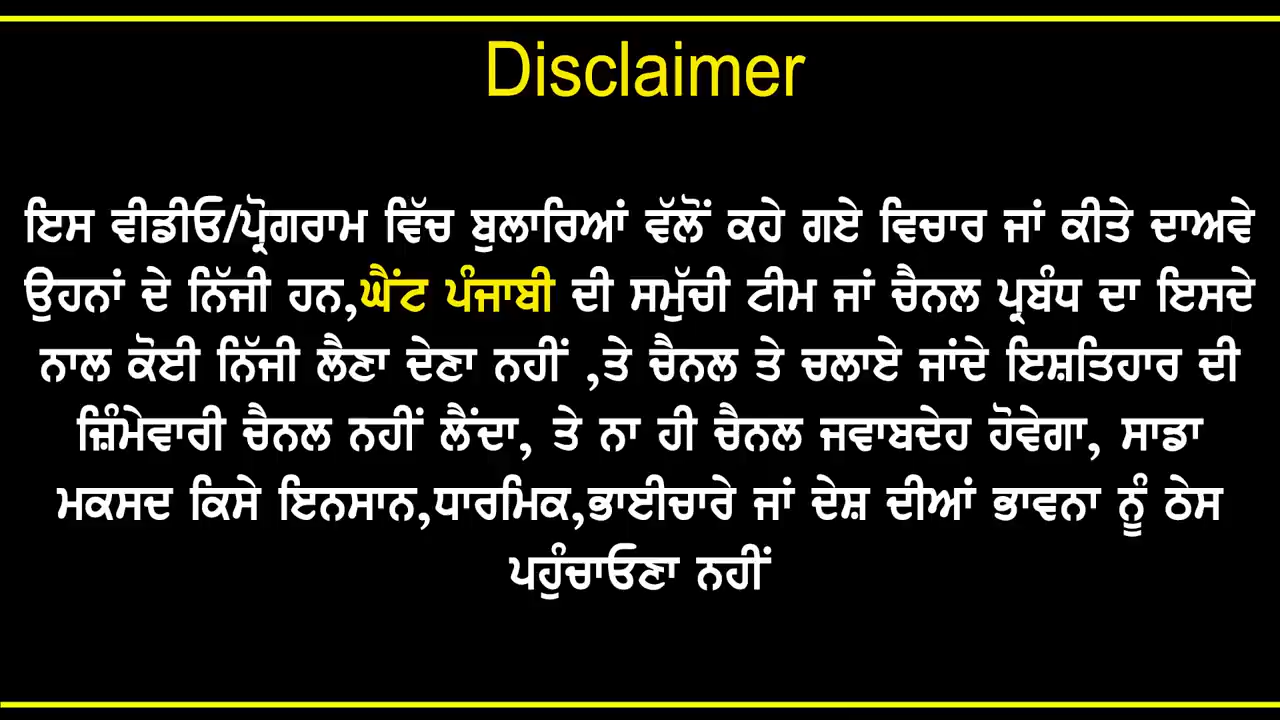 Disclaimer
ਇਸ ਵੀਡੀਓ/ਪ੍ਰੋਗਰਾਮ ਵਿੱਚ ਬੁਲਾਰਿਆਂ ਵੱਲੋਂ ਕਹੇ ਗਏ ਵਿਚਾਰ ਜਾਂ ਕੀਤੇ ਦਾਅਵੇ
ਉਹਨਾਂ ਦੇ ਨਿੱਜੀ ਹਨ,ਘੈਂਟ ਪੰਜਾਬੀ ਦੀ ਸਮੁੱਚੀ ਟੀਮ ਜਾਂ ਚੈਨਲ ਪ੍ਰਬੰਧ ਦਾ ਇਸਦੇ
ਨਾਲ ਕੋਈ ਨਿੱਜੀ ਲੈਣਾ ਦੇਣਾ ਨਹੀਂ ,ਤੇ ਚੈਨਲ ਤੇ ਚਲਾਏ ਜਾਂਦੇ ਇਸ਼ਤਿਹਾਰ ਦੀ
ਜ਼ਿੰਮੇਵਾਰੀ ਚੈਨਲ ਨਹੀਂ ਲੈਂਦਾ, ਤੇ ਨਾ ਹੀ ਚੈਨਲ ਜਵਾਬਦੇਹ ਹੋਵੇਗਾ, ਸਾਡਾ
ਮਕਸਦ ਕਿਸੇ ਇਨਸਾਨ,ਧਾਰਮਿਕ,ਭਾਈਚਾਰੇ ਜਾਂ ਦੇਸ਼ ਦੀਆਂ ਭਾਵਨਾ ਨੂੰ ਠੇਸ
ਪਹੁੰਚਾਓਣਾ ਨਹੀਂ